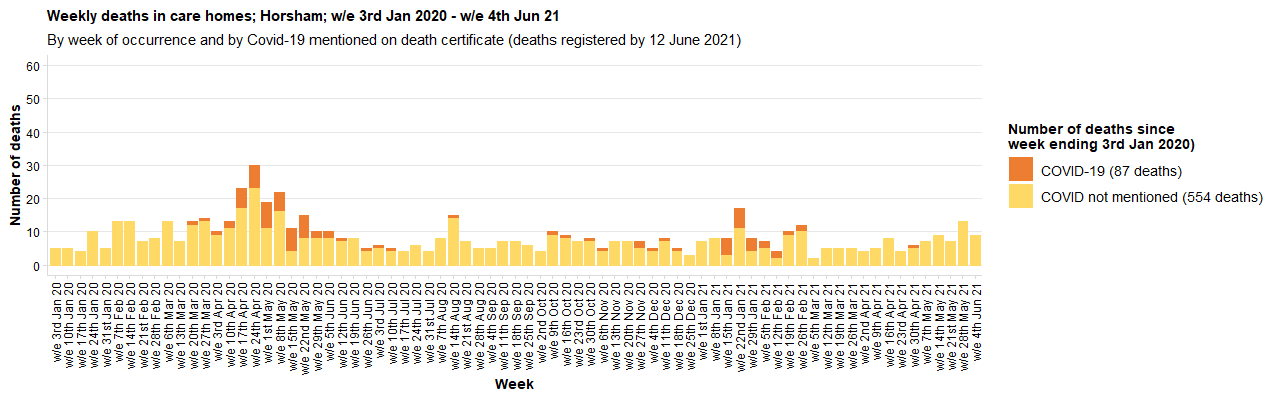 Weekly deaths in care homes; Horsham; w/e 3rd Jan 2020 - w/e 4th Jun 21
By week of occurrence and by Covid-19 mentioned on death certificate (deaths registered by 12 June 2021)
Number of deaths
60
50
40
30
20
10
0
w/e 3rd Jan 20
w/e 10th Jan 20
w/e 17th Jan 20
w/e 24th Jan 20
w/e 31st Jan 20
w/e 7th Feb 20
w/e 14th Feb 20
w/e 21st Feb 20
w/e 28th Feb 20
w/e 6th Mar 20
w/e 13th Mar 20
w/e 20th Mar 20
w/e 27th Mar 20
w/e 3rd Apr 20
w/e 10th Apr 20
w/e 17th Apr 20
w/e 24th Apr 20
w/e 1st May 20
w/e 8th May 20
w/e 15th May 20
w/e 22nd May 20
w/e 29th May 20
w/e 5th Jun 20
w/e 12th Jun 20
w/e 19th Jun 20
w/e 26th Jun 20
w/e 3rd Jul 20
w/e 10th Jul 20
w/e 17th Jul 20
w/e 24th Jul 20
w/e 31st Jul 20
w/e 7th Aug 20
w/e 14th Aug 20
w/e 21st Aug 20
w/e 28th Aug 20
w/e 4th Sep 20
w/e 11th Sep 20
w/e 18th Sep 20
w/e 25th Sep 20
w/e 2nd Oct 20
w/e 9th Oct 20
w/e 16th Oct 20
w/e 23rd Oct 20
w/e 30th Oct 20
w/e 6th Nov 20
w/e 13th Nov 20
w/e 20th Nov 20
w/e 27th Nov 20
w/e 4th Dec 20
w/e 11th Dec 20
w/e 18th Dec 20
w/e 25th Dec 20
w/e 1st Jan 21
w/e 8th Jan 21
w/e 15th Jan 21
w/e 22nd Jan 21
w/e 29th Jan 21
w/e 5th Feb 21
w/e 12th Feb 21
w/e 19th Feb 21
w/e 26th Feb 21
w/e 5th Mar 21
w/e 12th Mar 21
w/e 19th Mar 21
w/e 26th Mar 21
w/e 2nd Apr 21
w/e 9th Apr 21
w/e 16th Apr 21
w/e 23rd Apr 21
w/e 30th Apr 21
w/e 7th May 21
w/e 14th May 21
w/e 21st May 21
w/e 28th May 21
w/e 4th Jun 21
Week
Number of deaths since
week ending 3rd Jan 2020)
COVID-19 (87 deaths)
COVID not mentioned (554 deaths)